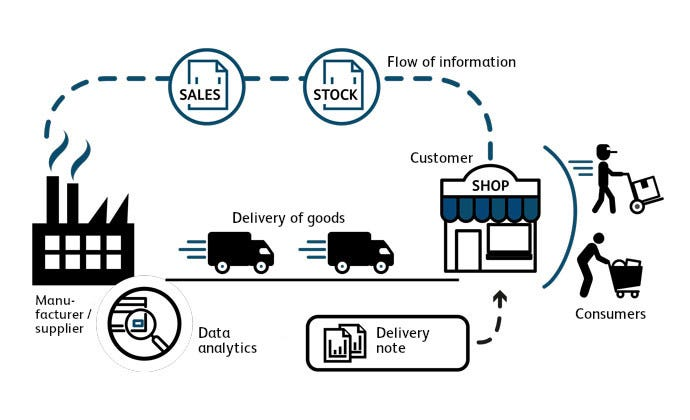 Flow of information
SALES
STOCK
Customer
SHOP
Delivery of goods
Manu-
facturer /
supplier
Data
analytics
Delivery
note
Consumers